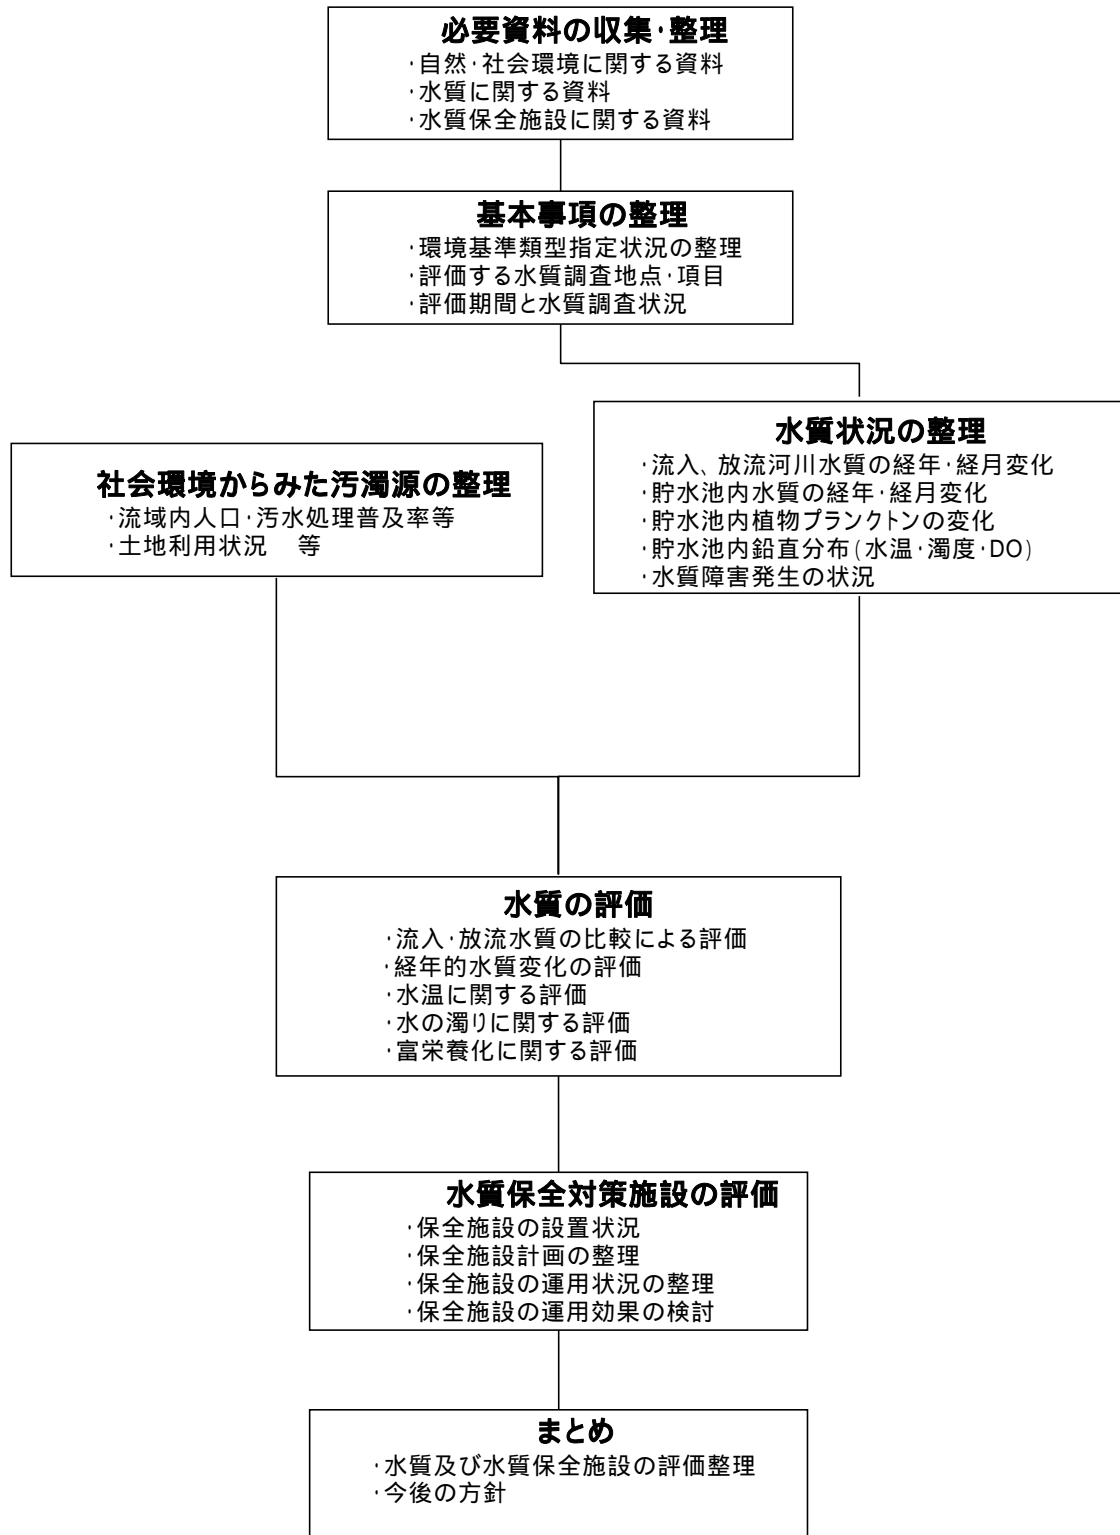 必要資料の収集･整理
･自然･社会環境に関する資料
･水質に関する資料
･水質保全施設に関する資料
基本事項の整理
･環境基準類型指定状況の整理
･評価する水質調査地点･項目
･評価期間と水質調査状況
社会環境からみた汚濁源の整理
･流域内人口･汚水処理普及率等
･土地利用状況　等
水質状況の整理
･流入、放流河川水質の経年･経月変化
･貯水池内水質の経年･経月変化
･貯水池内植物プランクトンの変化
･貯水池内鉛直分布(水温･濁度･DO)
･水質障害発生の状況
水質の評価
･流入･放流水質の比較による評価
･経年的水質変化の評価
･水温に関する評価
･水の濁りに関する評価
･富栄養化に関する評価
水質保全対策施設の評価
･保全施設の設置状況
･保全施設計画の整理
･保全施設の運用状況の整理
･保全施設の運用効果の検討
まとめ
･水質及び水質保全施設の評価整理
･今後の方針